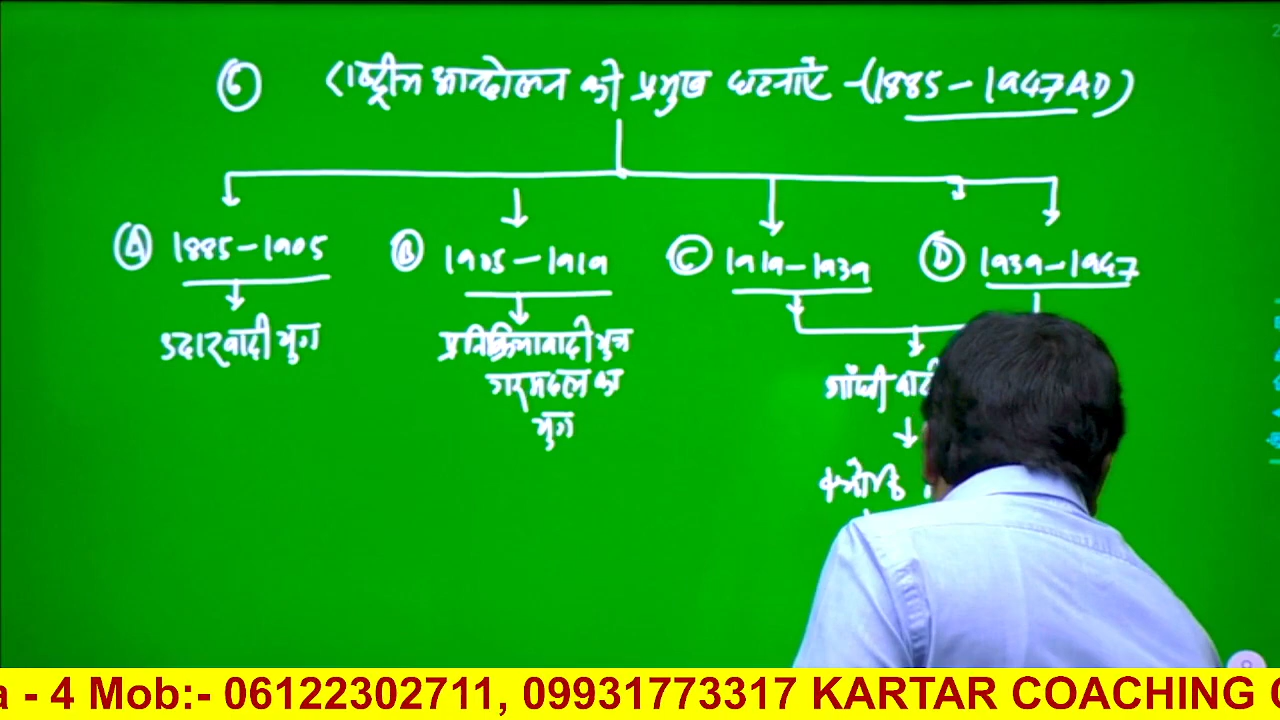 ⑥ राष्ट्रीय आन्दोलन की प्रमुख घटनाएँ -(1885-1947AD)
Ⓐ 1885-1905 Ⓑ 1905-1919 Ⓒ 1919-1939 Ⓓ 1939-1947
उदारवादी युग
प्रतिक्रियावादी युग
गरमदल का
युग
गाँधी वादी
क्योंकि
a - 4 Mob:- 06122302711, 09931773317 KARTAR COACHING